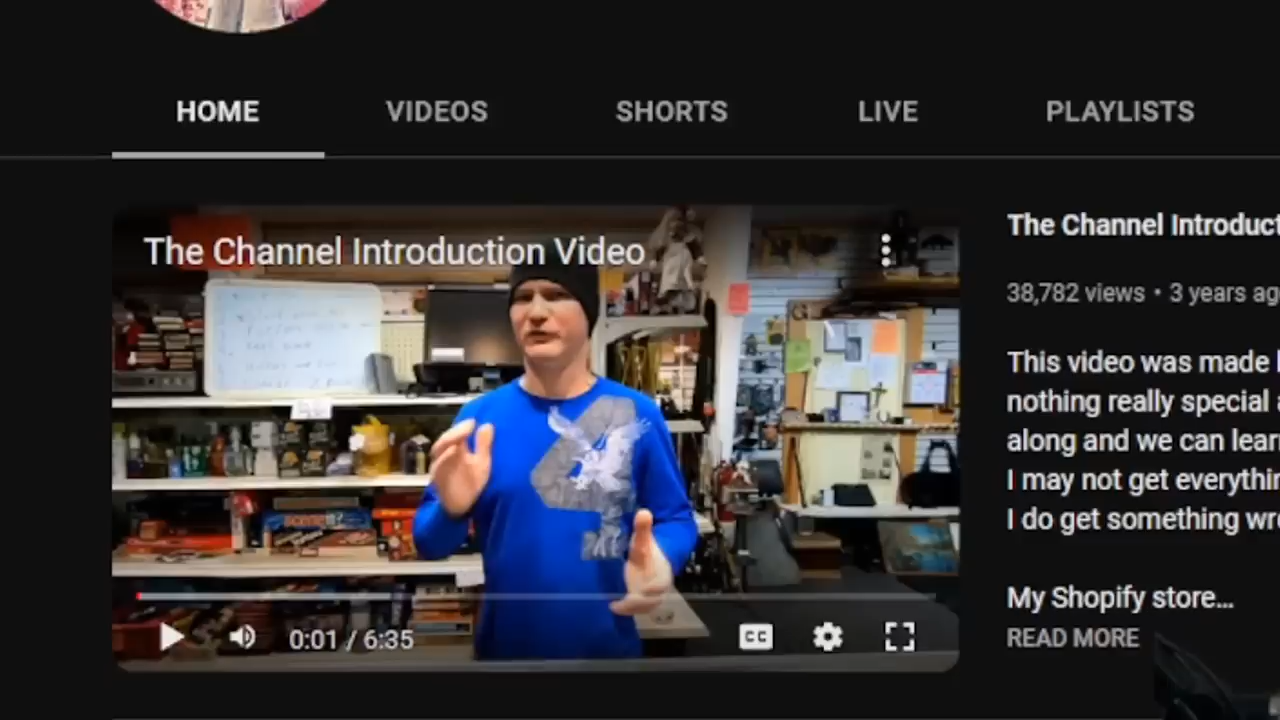 HOME VIDEOS SHORTS LIVE PLAYLISTS
The Channel Introduction Video
0:01 / 6:35
CC
The Channel Introduct
38,782 views • 3 years ag
This video was made
nothing really special
along and we can lear
I may not get everythin
I do get something wr
My Shopify store...
READ MORE